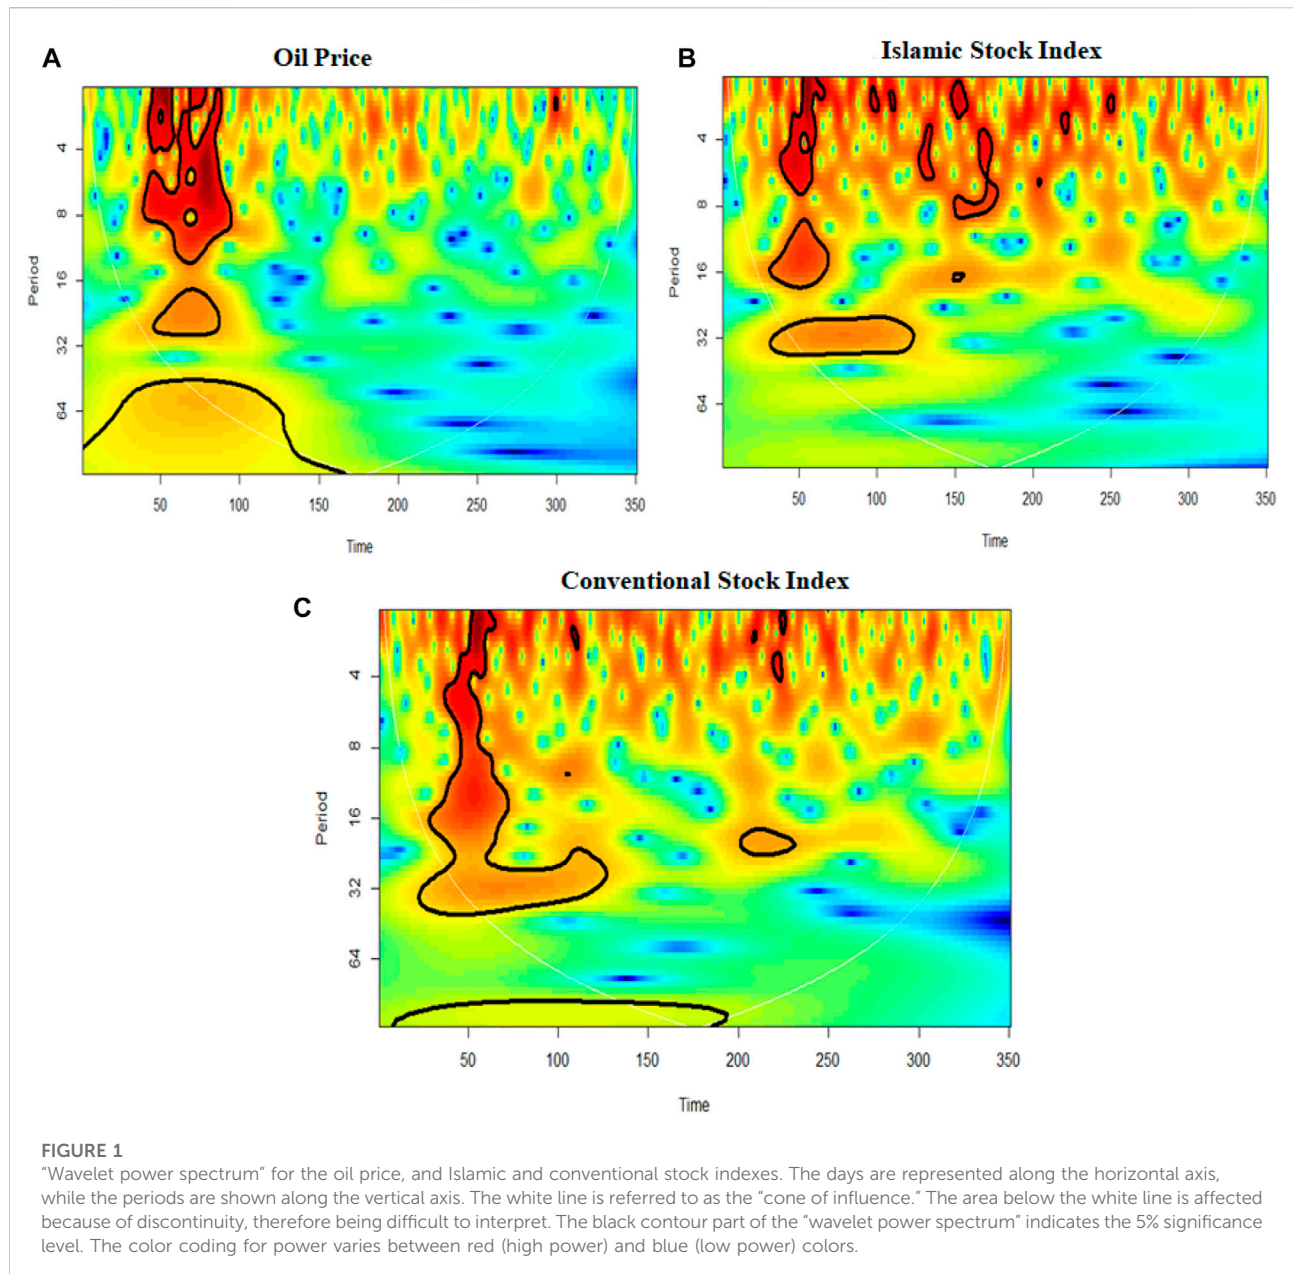 A
Oil Price
4
8
16
32
64
Period
50 100 150 200 250 300 350
Time
B
Islamic Stock Index
4
8
16
32
64
Period
50 100 150 200 250 300 350
Time
C
Conventional Stock Index
4
8
16
32
64
Period
50 100 150 200 250 300 350
Time
FIGURE 1
“Wavelet power spectrum” for the oil price, and Islamic and conventional stock indexes. The days are represented along the horizontal axis,
while the periods are shown along the vertical axis. The white line is referred to as the “cone of influence.” The area below the white line is affected
because of discontinuity, therefore being difficult to interpret. The black contour part of the “wavelet power spectrum” indicates the 5% significance
level. The color coding for power varies between red (high power) and blue (low power) colors.